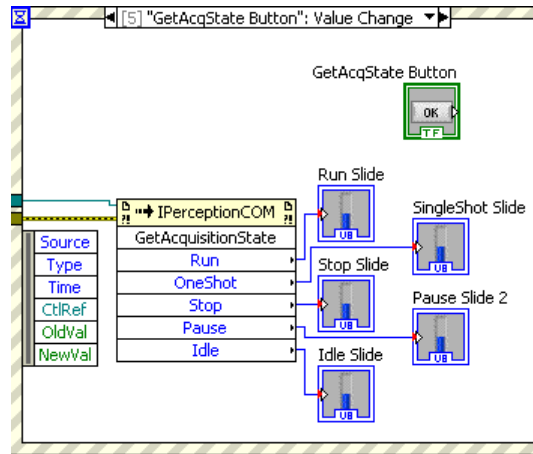 [5] "GetAcqState Button": Value Change
GetAcqState Button
OK
TF
Run Slide
IPerceptionCOM
GetAcquisitionState
Run
OneShot
Stop
Pause
Idle
Source
Type
Time
CtlRef
OldVal
NewVal
U8
SingleShot Slide
U8
Stop Slide
U8
Pause Slide 2
U8
Idle Slide
U8